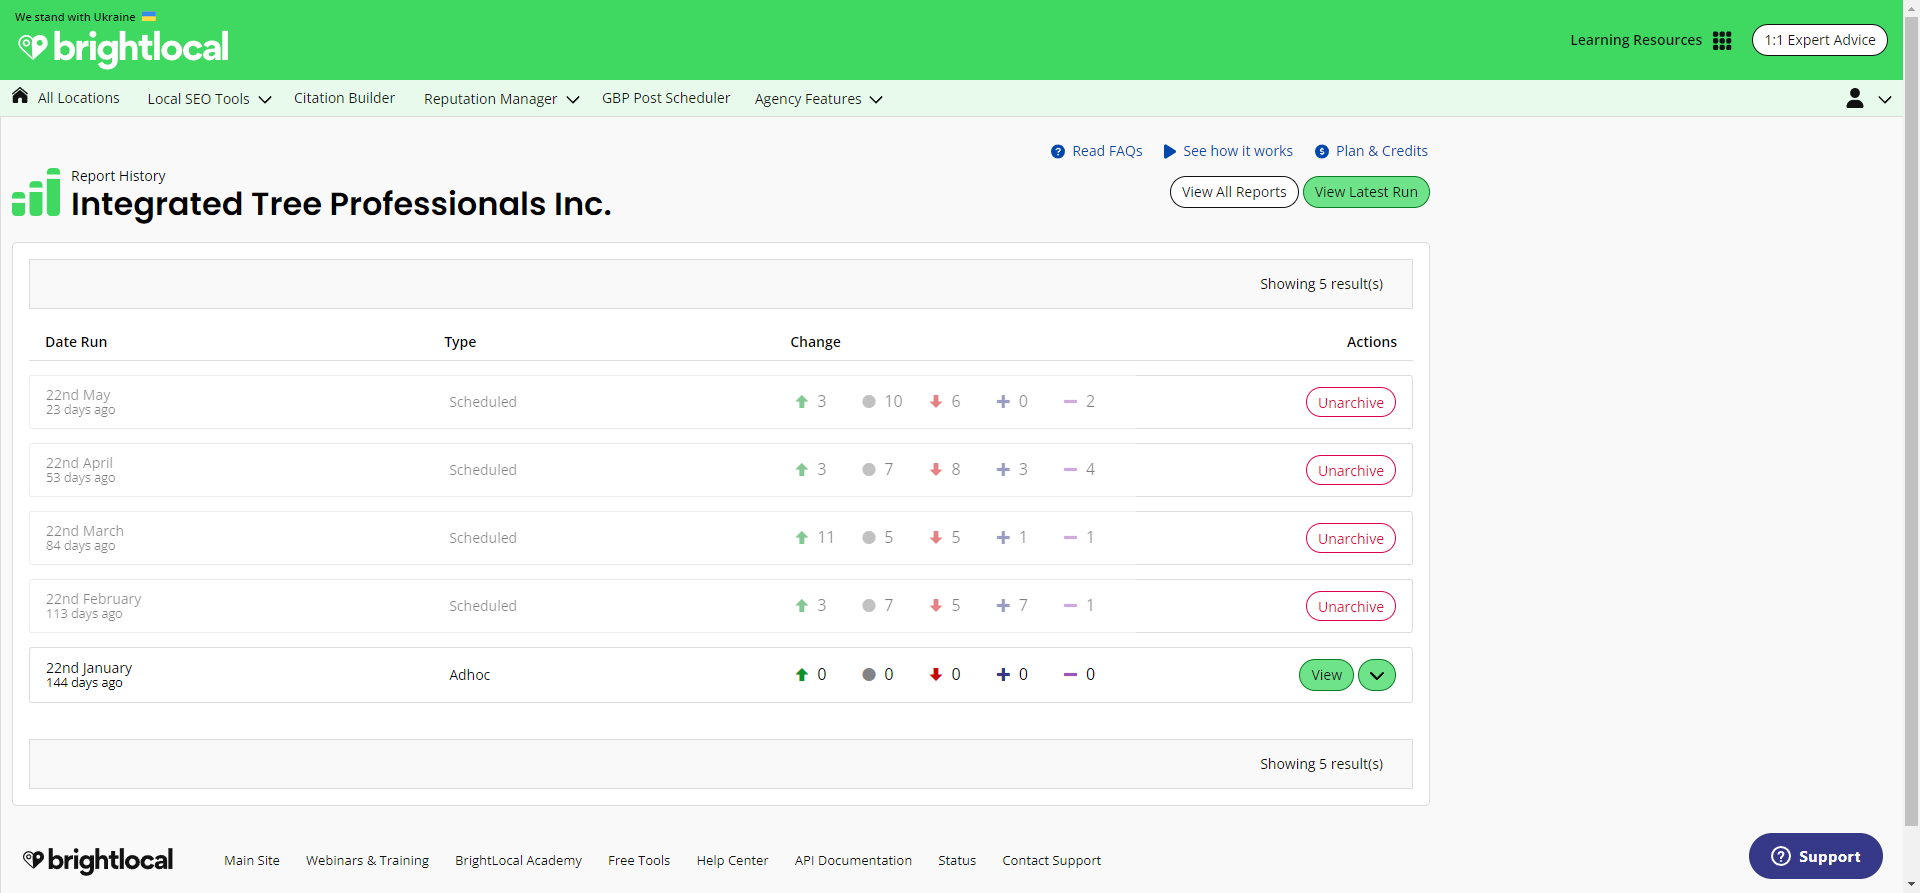 We stand with Ukraine
brightlocal
Learning Resources
1:1 Expert Advice
All Locations
Local SEO Tools
Citation Builder
Reputation Manager
GBP Post Scheduler
Agency Features
Read FAQs
See how it works
Plan & Credits
Report History
Integrated Tree Professionals Inc.
View All Reports
View Latest Run
Showing 5 result(s)
Date Run Type Change Actions
22nd May
23 days ago
Scheduled 3 10 6 0 2 Unarchive
22nd April
53 days ago
Scheduled 3 7 8 3 4 Unarchive
22nd March
84 days ago
Scheduled 11 5 5 1 1 Unarchive
22nd February
113 days ago
Scheduled 3 7 5 7 1 Unarchive
22nd January
144 days ago
Adhoc 0 0 0 0 0 View
Showing 5 result(s)
brightlocal
Main Site Webinars & Training BrightLocal Academy Free Tools Help Center API Documentation Status Contact Support
Support